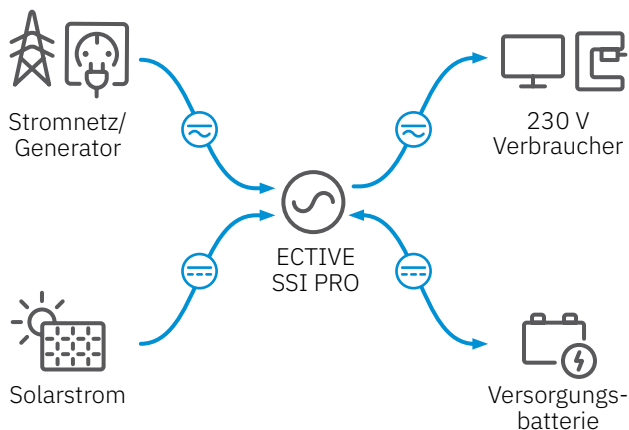 Stromnetz/
Generator
230 V
Verbraucher
ECTIVE
SSI PRO
Solarstrom
Versorgungs-
batterie